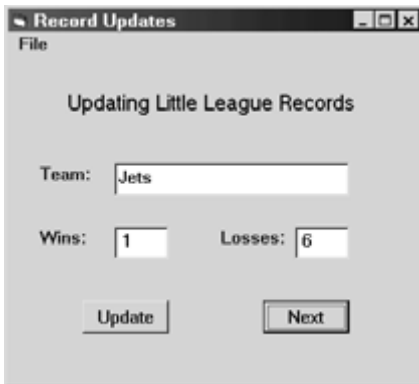 Record Updates
File
Updating Little League Records
Team: Jets
Wins: 1 Losses: 6
Update Next